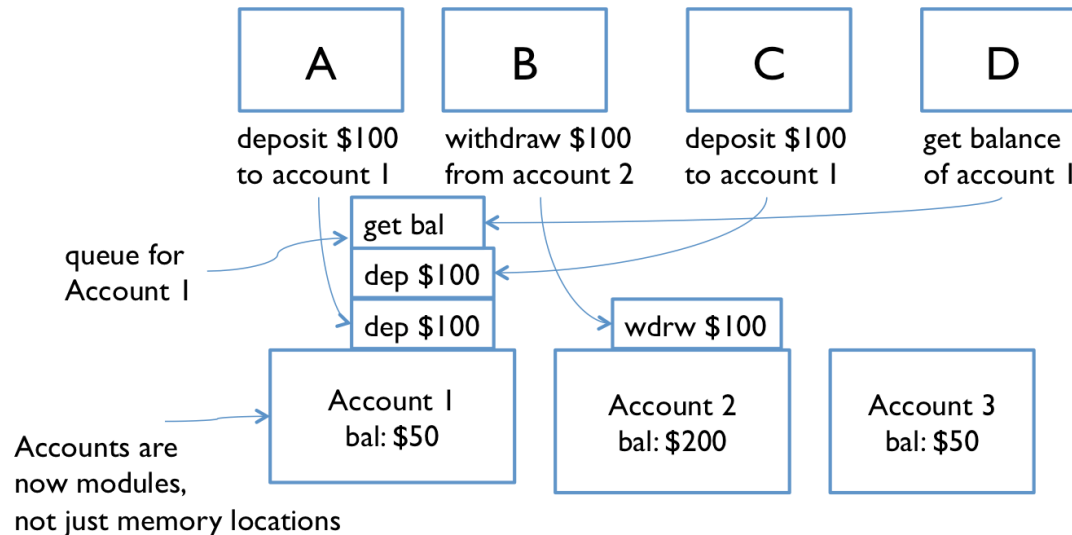 A
B
C
D
deposit $100
to account 1
withdraw $100
from account 2
deposit $100
to account 1
get balance
of account 1
queue for
Account 1
get bal
dep $100
dep $100
wdrw $100
Account 1
bal: $50
Account 2
bal: $200
Account 3
bal: $50
Accounts are
now modules,
not just memory locations